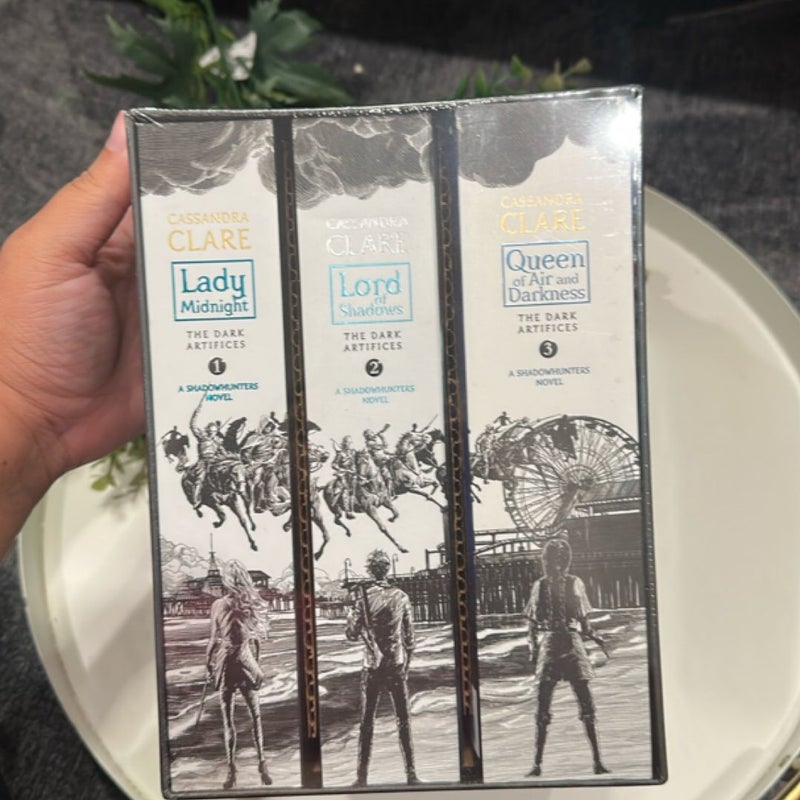 CASSANDRA
CLARE
Lady
Midnight
THE DARK
ARTIFICES
1
A SHADOWHUNTERS
NOVEL
CASSANDRA
CLARE
Lord
of
Shadows
THE DARK
ARTIFICES
2
A SHADOWHUNTERS
NOVEL
CASSANDRA
CLARE
Queen
of Air and
Darkness
THE DARK
ARTIFICES
3
A SHADOWHUNTERS
NOVEL